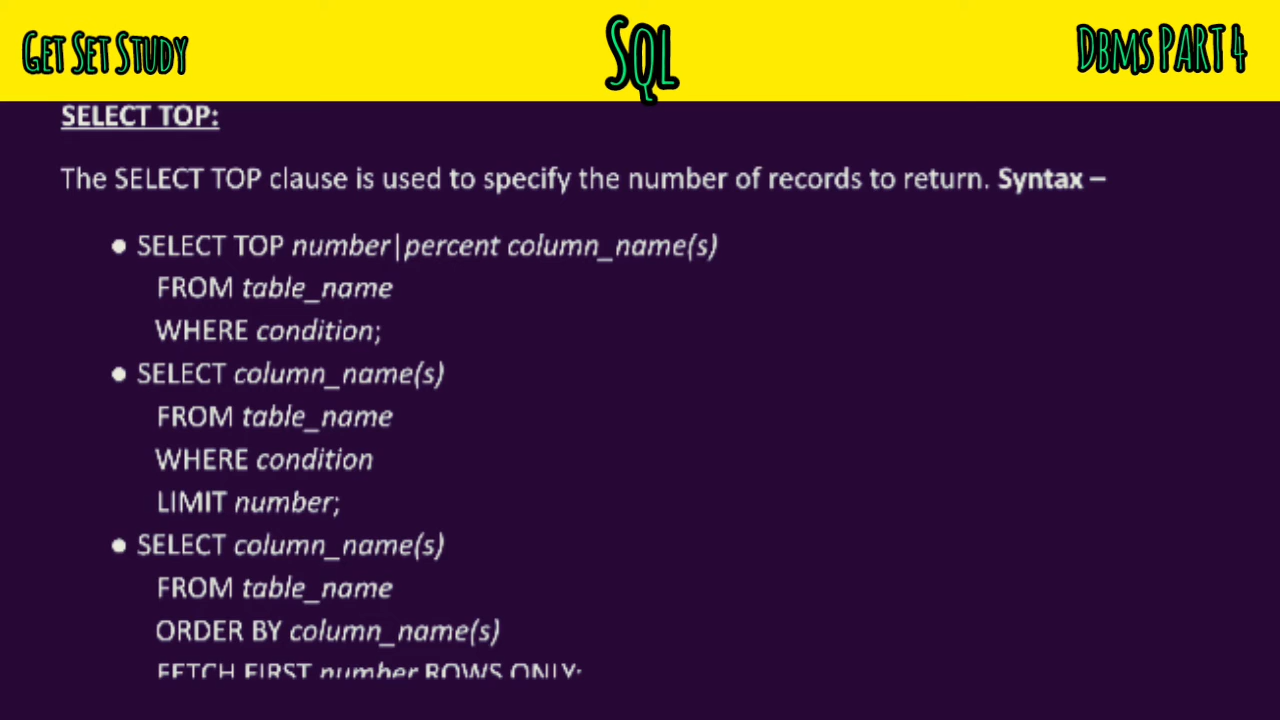 Get Set Study
Sql
Dbms PART 4
SELECT TOP:
The SELECT TOP clause is used to specify the number of records to return. Syntax –
● SELECT TOP number|percent column_name(s)
FROM table_name
WHERE condition;
● SELECT column_name(s)
FROM table_name
WHERE condition
LIMIT number;
● SELECT column_name(s)
FROM table_name
ORDER BY column_name(s)
FETCH FIRST number ROWS ONLY;